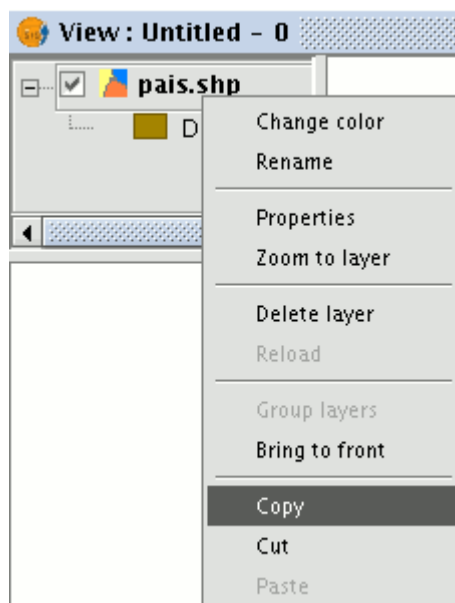 View : Untitled - 0
pais.shp
D
Change color
Rename
Properties
Zoom to layer
Delete layer
Reload
Group layers
Bring to front
Copy
Cut
Paste